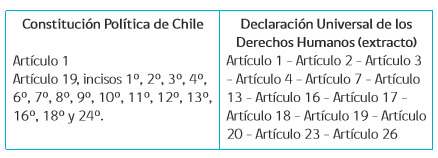 Constitución Política de Chile
Artículo 1
Artículo 19, incisos 1º, 2º, 3º, 4º,
6º, 7º, 8º, 9º, 10º, 11º, 12º, 13º,
16º, 18º y 24º.
Declaración Universal de los
Derechos Humanos (extracto)
Artículo 1 – Artículo 2 – Artículo 3
– Artículo 4 – Artículo 7 – Artículo
13 – Artículo 16 – Artículo 17 –
Artículo 18 – Artículo 19 – Artículo
20 – Artículo 23 – Artículo 26